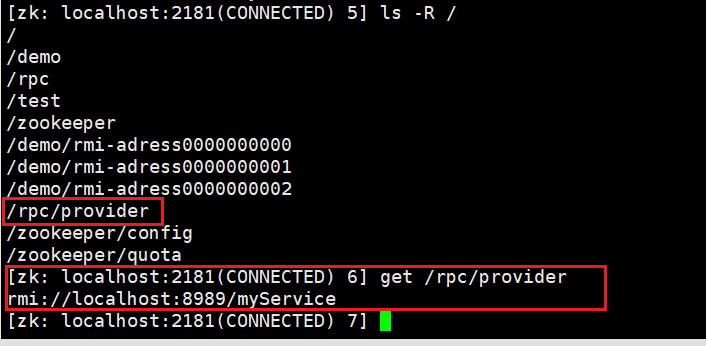 [zk: localhost:2181(CONNECTED) 5] ls -R /
/
/demo
/rpc
/test
/zookeeper
/demo/rmi-adress0000000000
/demo/rmi-adress0000000001
/demo/rmi-adress0000000002
/rpc/provider
/zookeeper/config
/zookeeper/quota
[zk: localhost:2181(CONNECTED) 6] get /rpc/provider
rmi://localhost:8989/myService
[zk: localhost:2181(CONNECTED) 7]